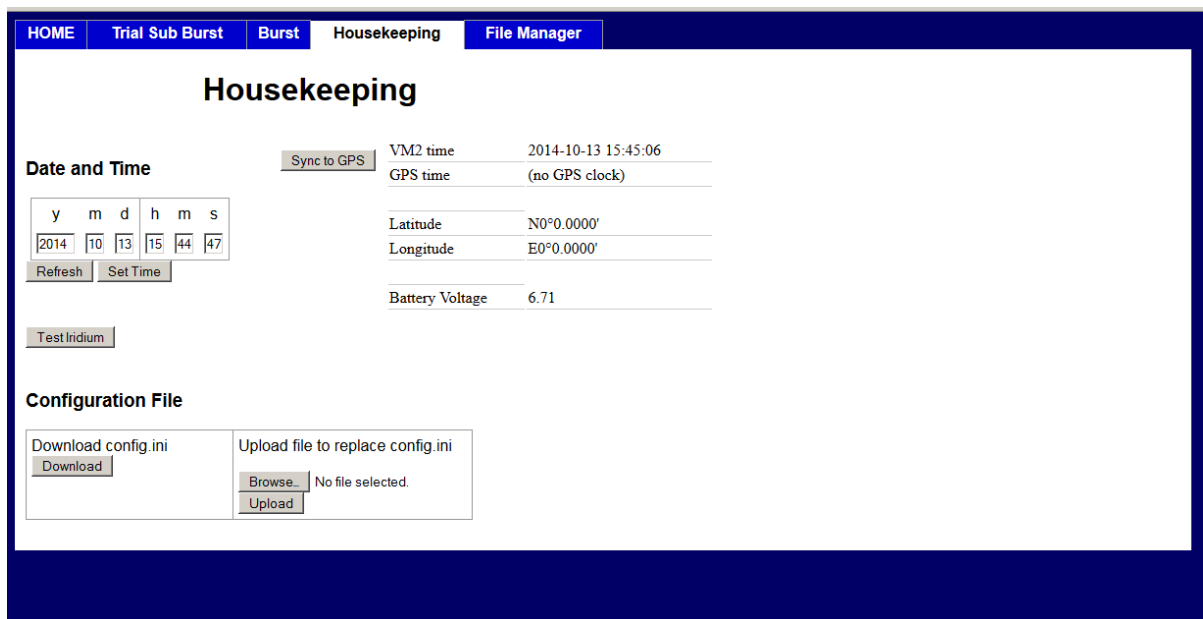 HOME Trial Sub Burst Burst Housekeeping File Manager
Housekeeping
Date and Time
Sync to GPS
VM2 time 2014-10-13 15:45:06
GPS time (no GPS clock)
y m d h m s
2014 10 13 15 44 47
Latitude N0°0.0000'
Longitude E0°0.0000'
Refresh Set Time
Battery Voltage 6.71
Test Iridium
Configuration File
Download config.ini
Download
Upload file to replace config.ini
Browse... No file selected.
Upload